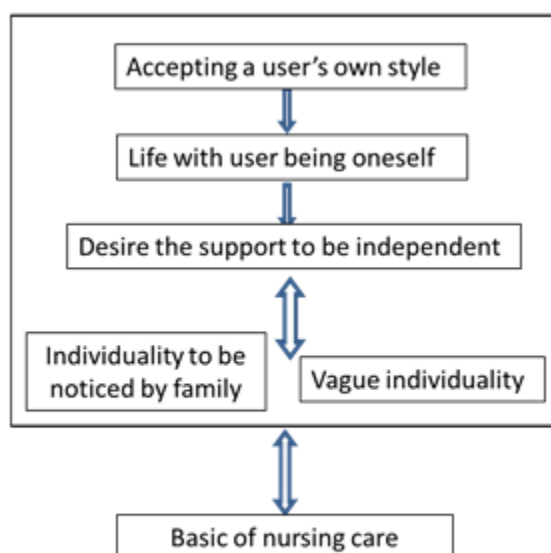 Accepting a user's own style
Life with user being oneself
Desire the support to be independent
Individuality to be
noticed by family
Vague individuality
Basic of nursing care